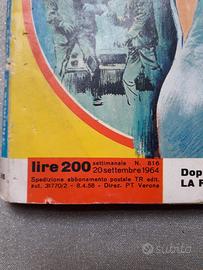 lire 200 settimanale N. 816
20 settembre 1964
Spedizione abbonamento postale TR edit.
aut. 31770/2 - 8.4.58 - Direz. PT Verona
Dop
LA F
subito